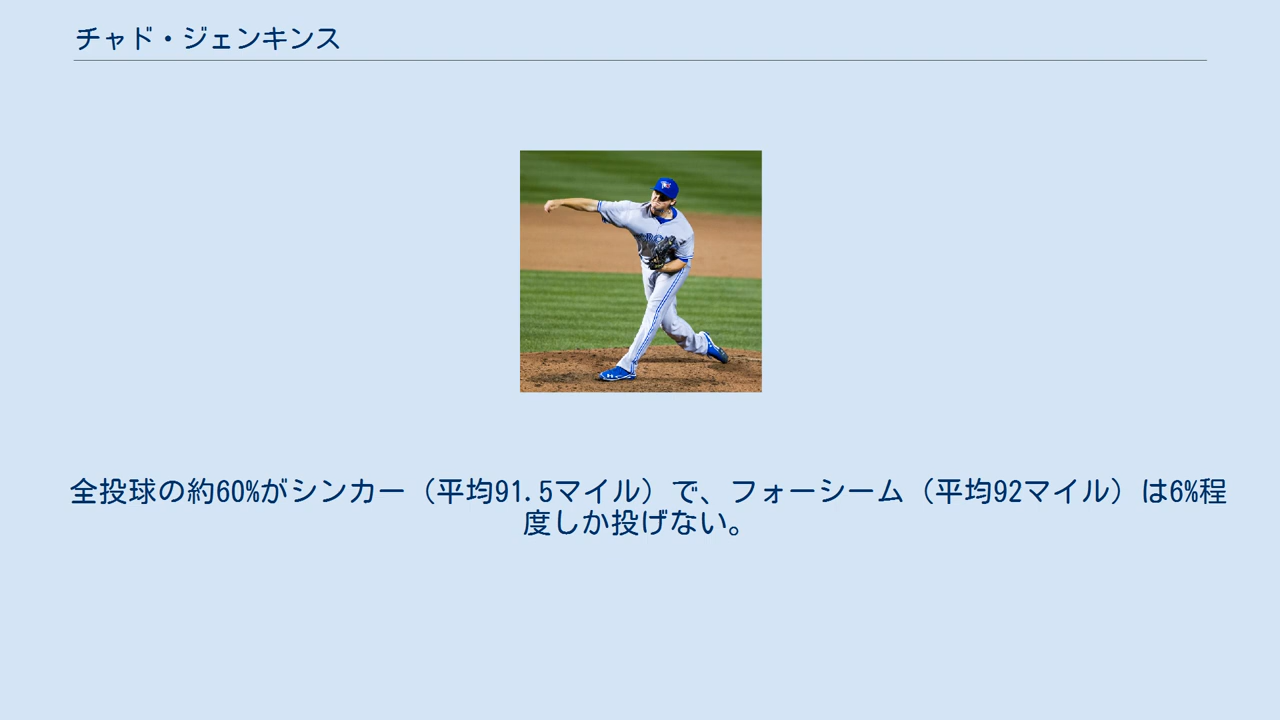 チャド・ジェンキンス
全投球の約60%がシンカー（平均91.5マイル）で、フォーシーム（平均92マイル）は6%程
度しか投げない。